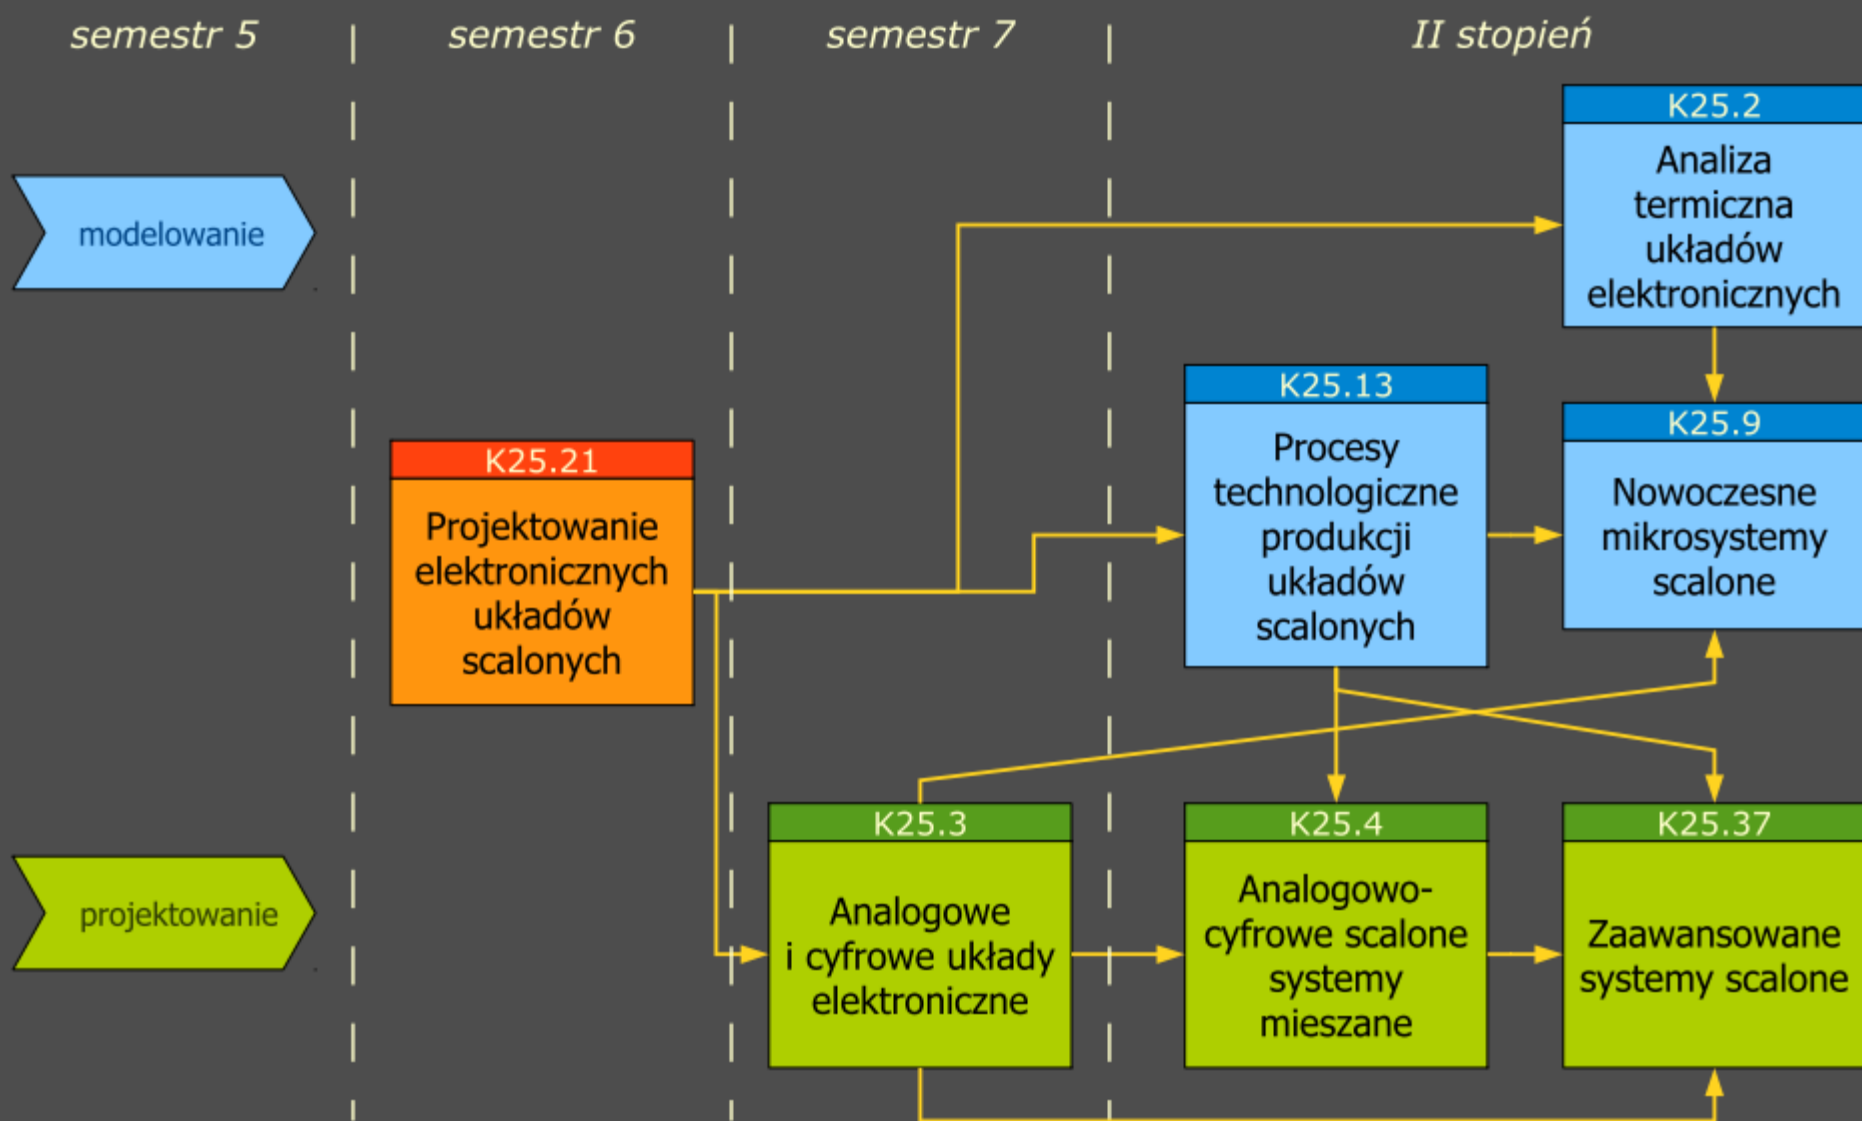 semestr 5
semestr 6
semestr 7
II stopień
modelowanie
K25.2
Analiza
termiczna
układów
elektronicznych
K25.13
Procesy
technologiczne
produkcji
układów
scalonych
K25.9
Nowoczesne
mikrosystemy
scalone
K25.21
Projektowanie
elektronicznych
układów
scalonych
projektowanie
K25.3
Analogowe
i cyfrowe układy
elektroniczne
K25.4
Analogowo-
cyfrowe scalone
systemy
mieszane
K25.37
Zaawansowane
systemy scalone